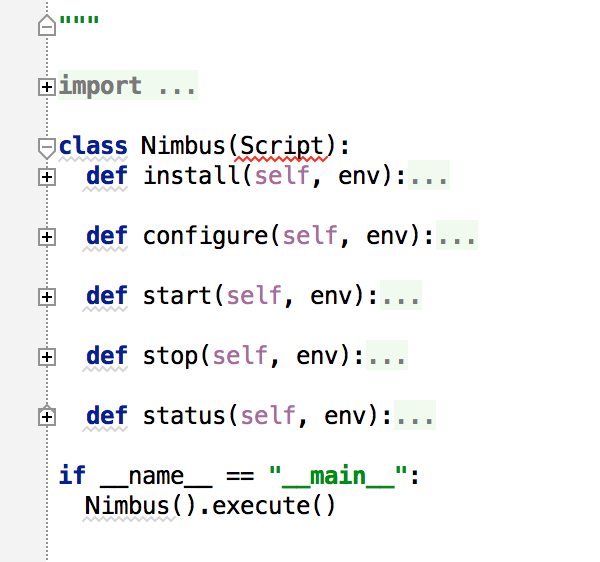 """
import ...
class Nimbus(Script):
def install(self, env):...
def configure(self, env):...
def start(self, env):...
def stop(self, env):...
def status(self, env):...
if __name__ == "__main__":
Nimbus().execute()